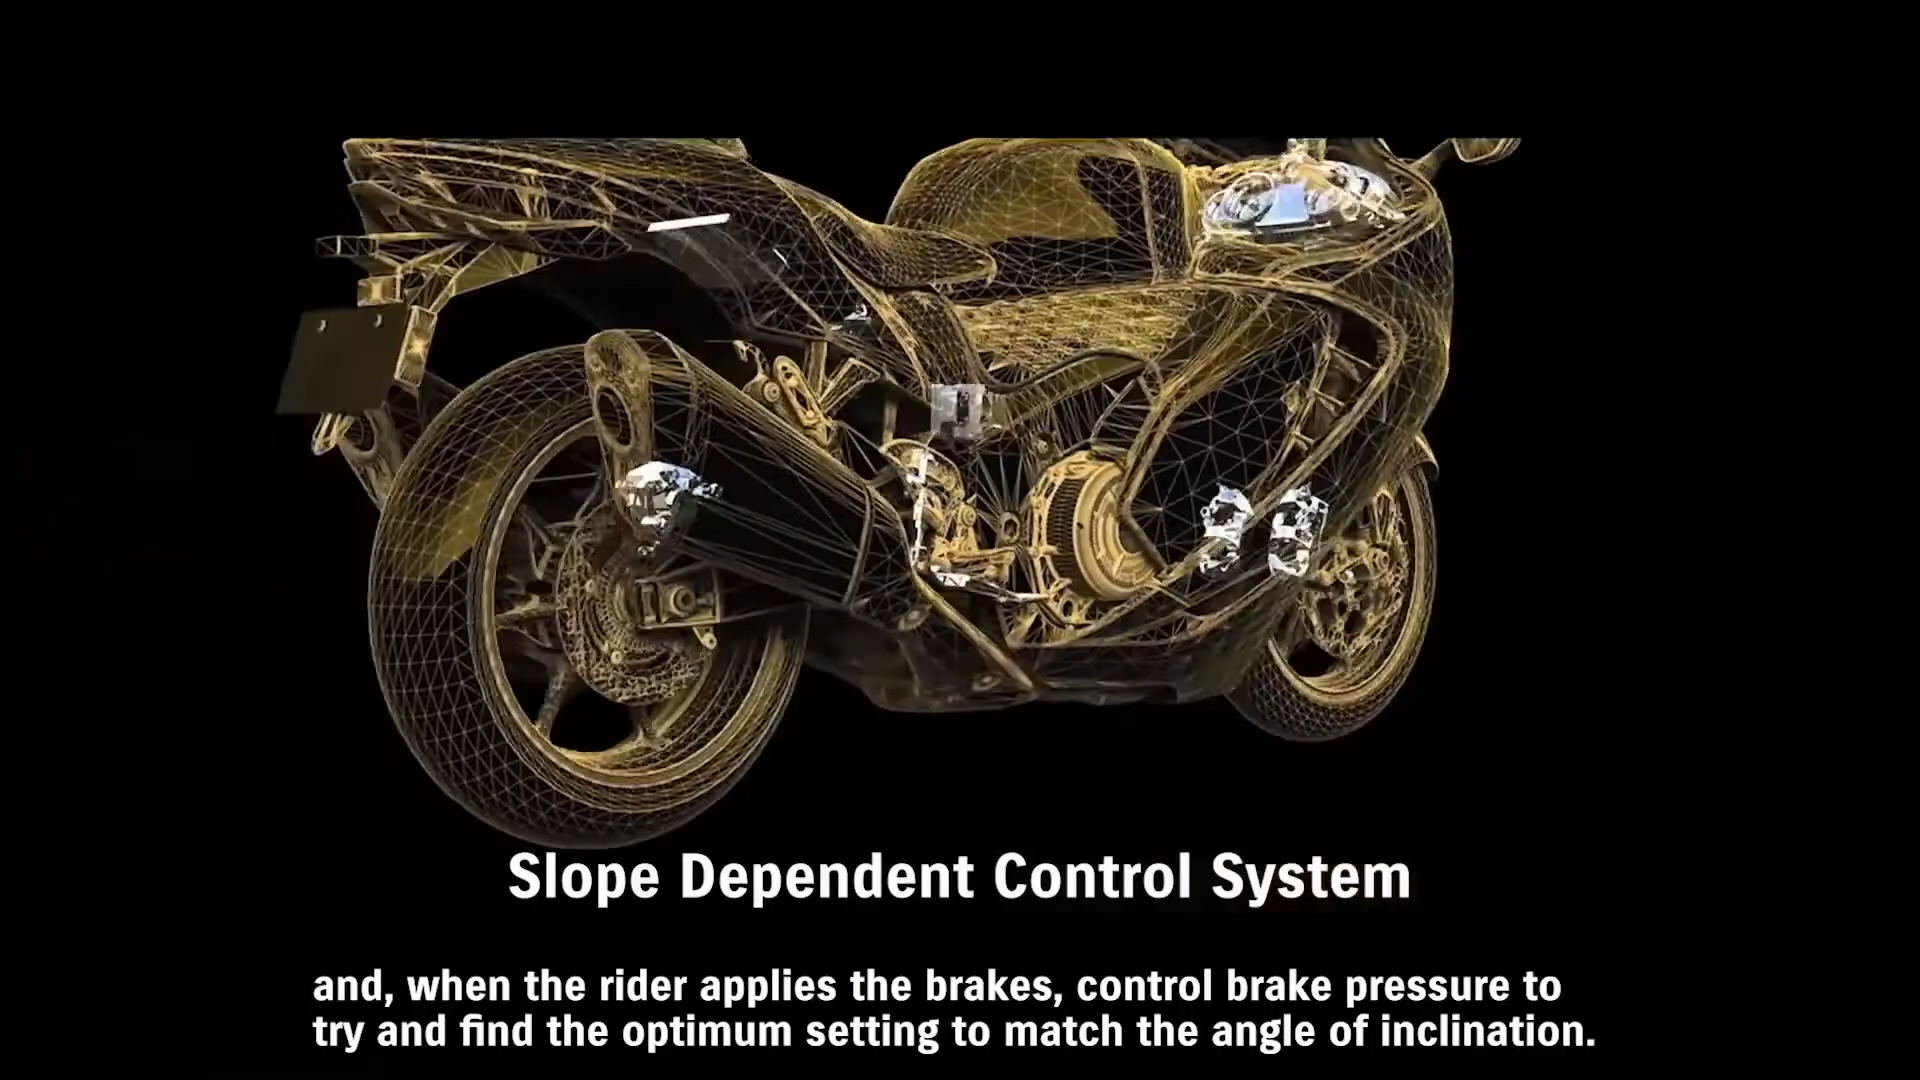 Slope Dependent Control System
and, when the rider applies the brakes, control brake pressure to
try and find the optimum setting to match the angle of inclination.